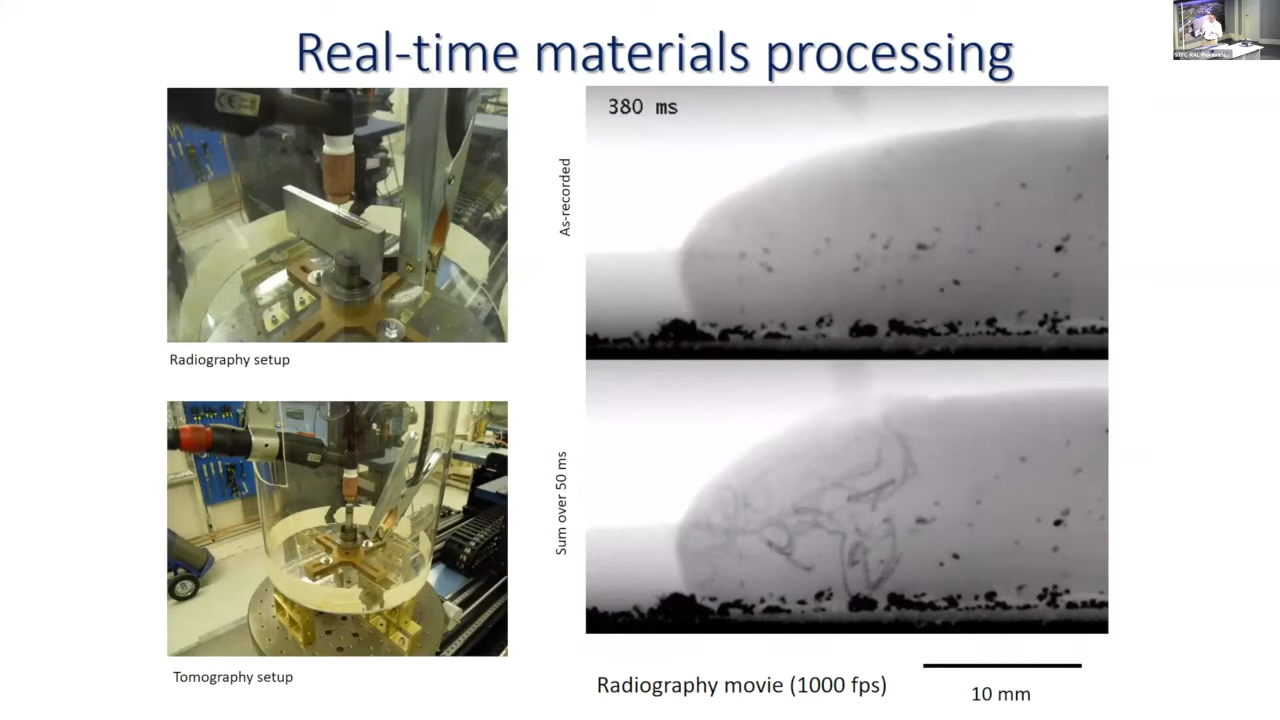 Real-time materials processing
Radiography setup
Tomography setup
As-recorded
380 ms
Sum over 50 ms
Radiography movie (1000 fps)
10 mm